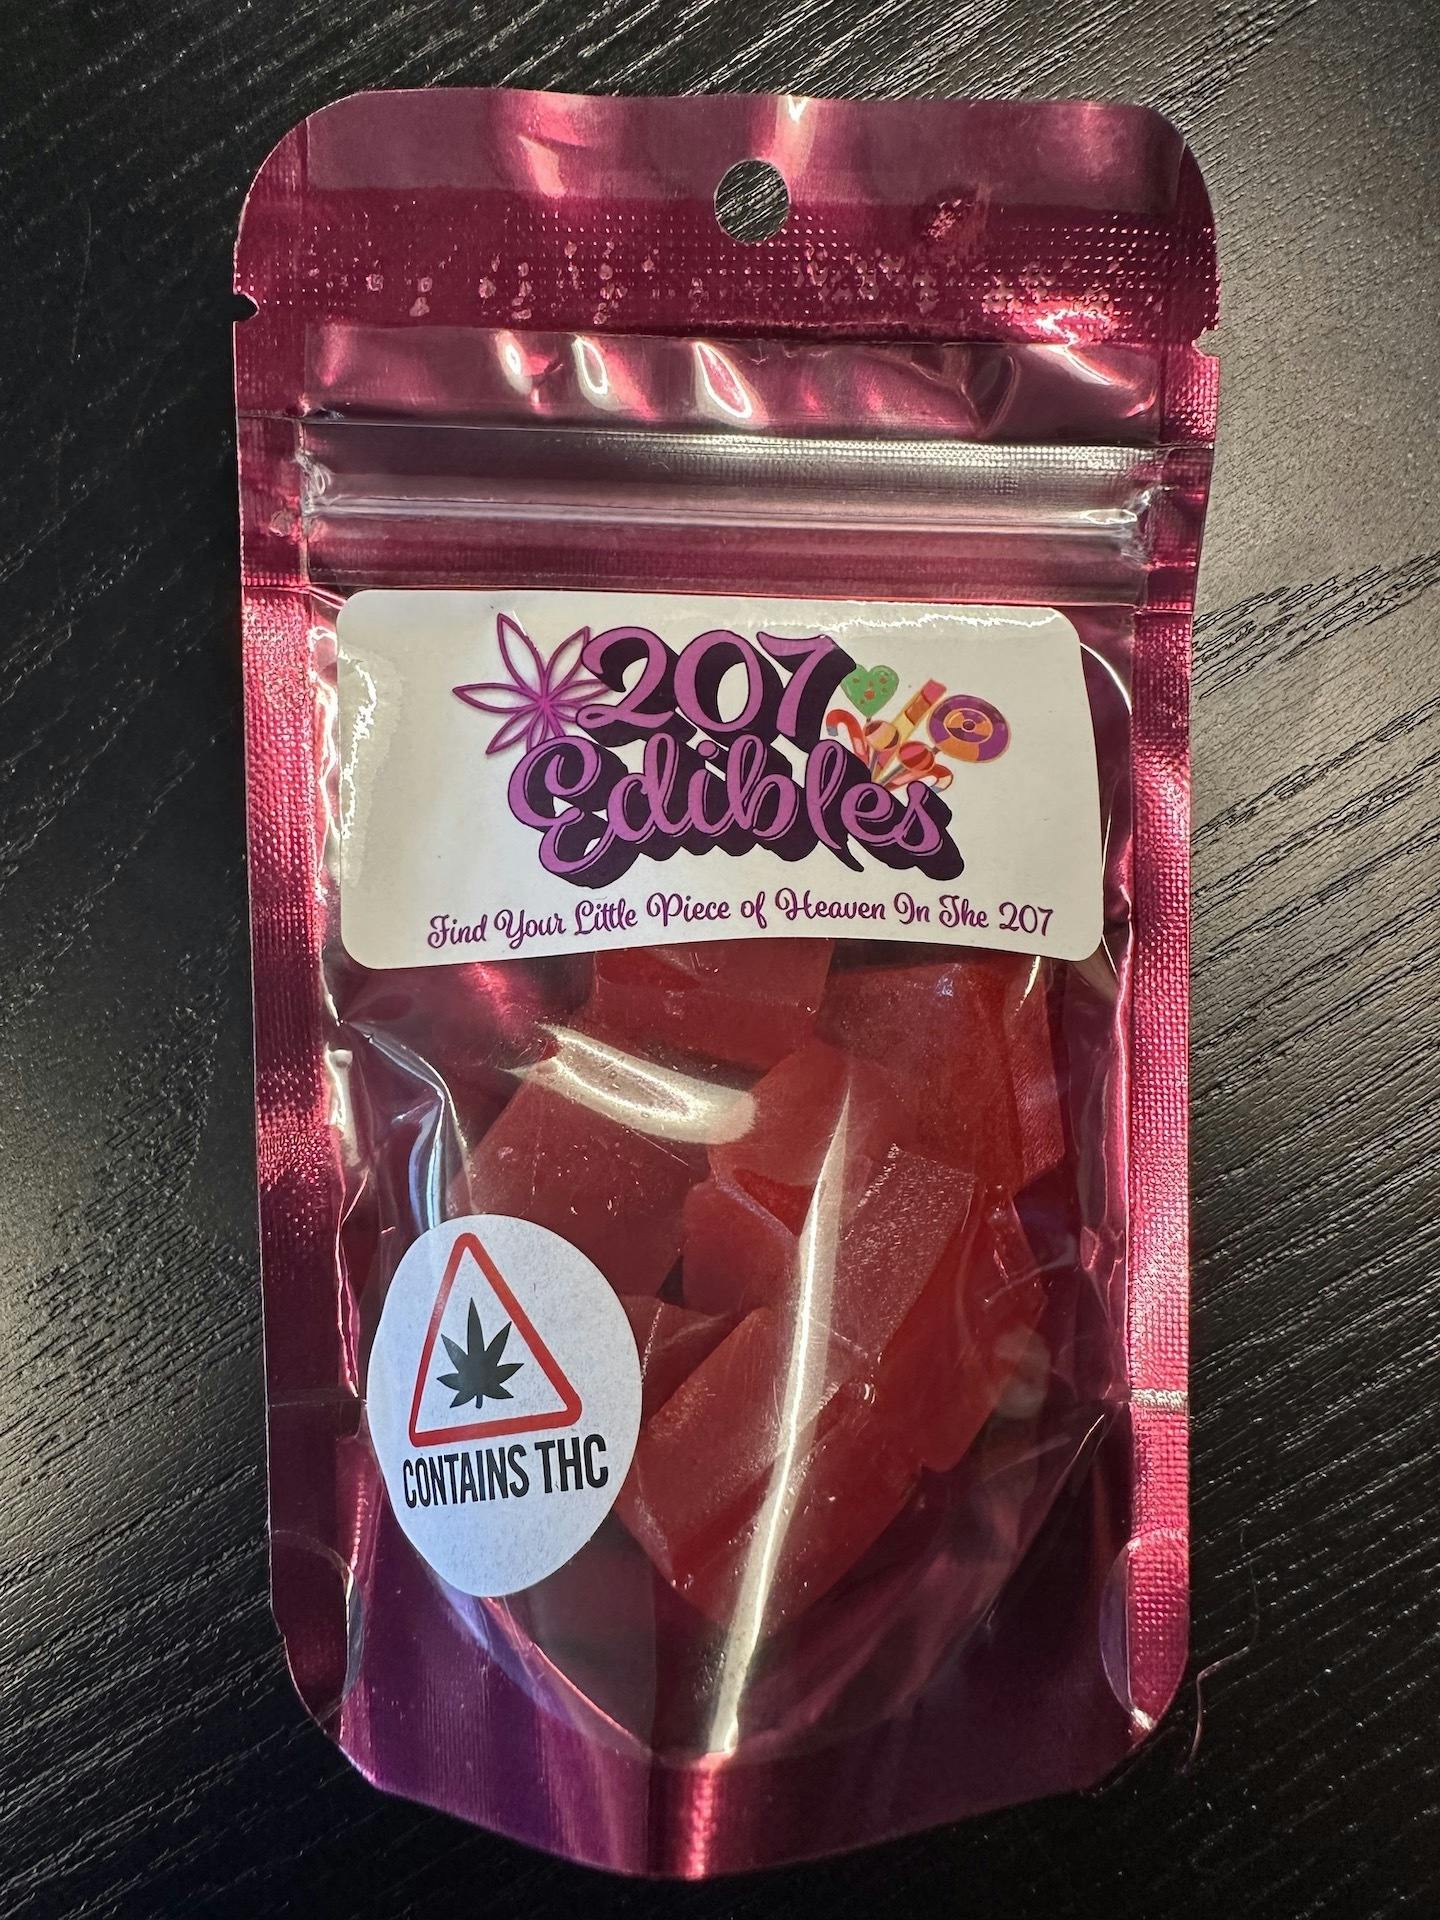 207
Edibles
Find Your Little Piece of Heaven In The 207
CONTAINS THC